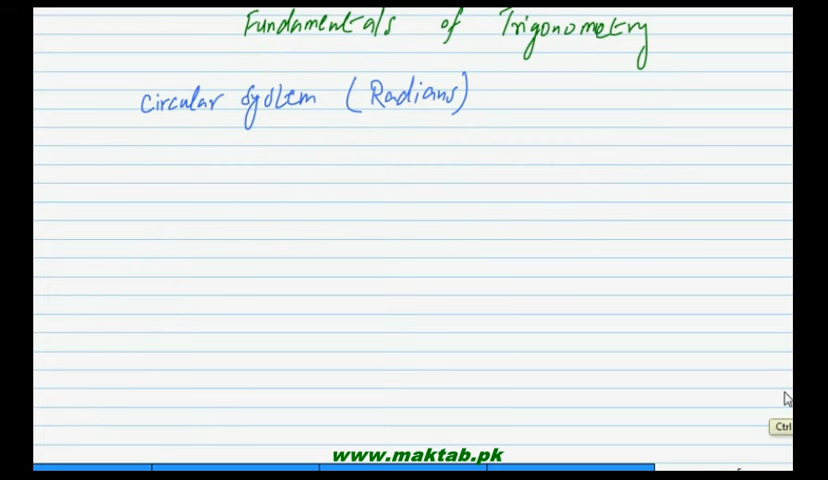 Fundamentals of Trigonometry
circular system (Radians)
Ctrl
www.maktab.pk